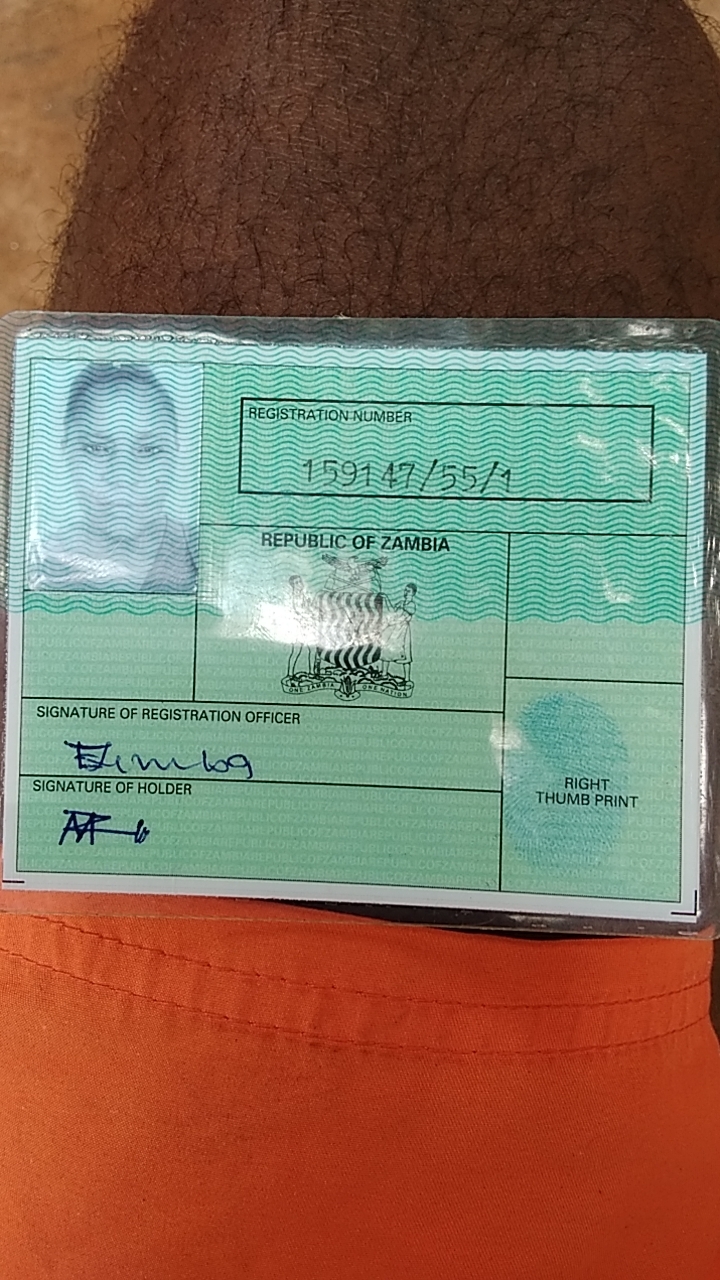 REGISTRATION NUMBER
159147/55/1
REPUBLIC OF ZAMBIA
ONE ZAMBIA ONE NATION
SIGNATURE OF REGISTRATION OFFICER
SIGNATURE OF HOLDER
RIGHT
THUMB PRINT